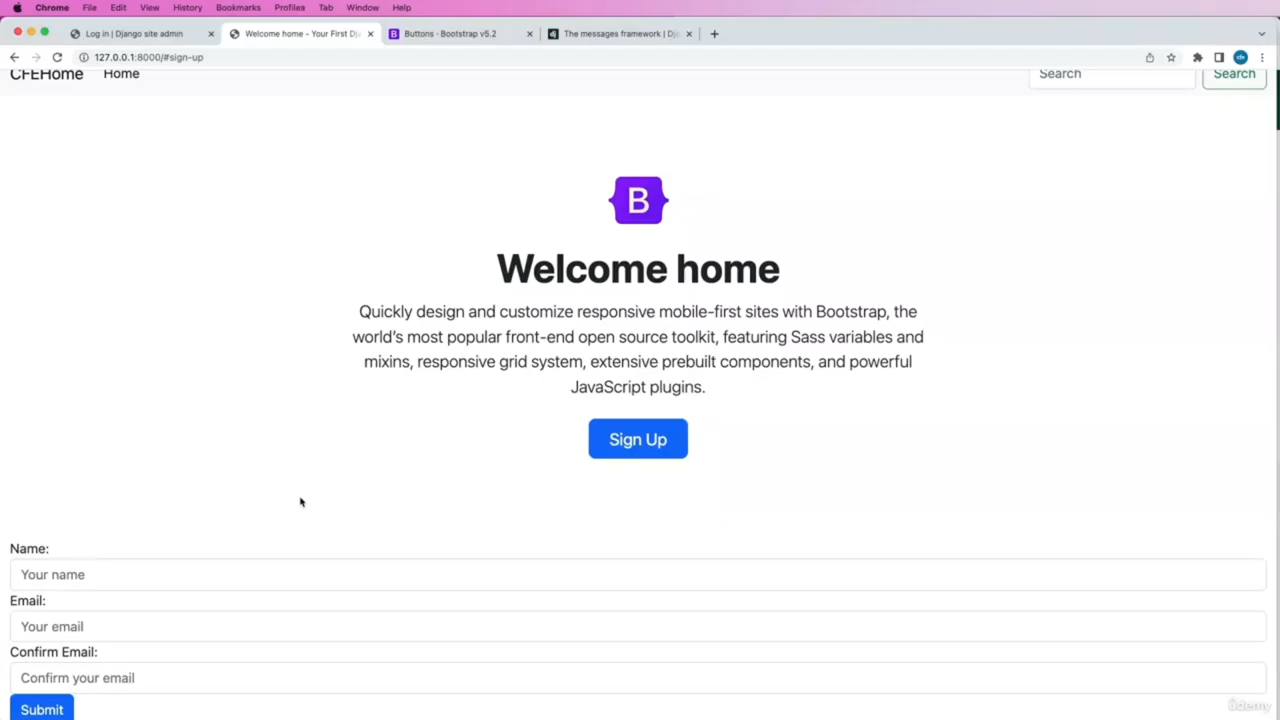 Chrome File Edit View History Bookmarks Profiles Tab Window Help
Log in | Django site admin
Welcome home - Your First Dj
Buttons · Bootstrap v5.2
The messages framework | Dj
127.0.0.1:8000/#sign-up
CFEHome Home Search Search
B
Welcome home
Quickly design and customize responsive mobile-first sites with Bootstrap, the
world's most popular front-end open source toolkit, featuring Sass variables and
mixins, responsive grid system, extensive prebuilt components, and powerful
JavaScript plugins.
Sign Up
Name:
Your name
Email:
Your email
Confirm Email:
Confirm your email
Submit
ûdemy